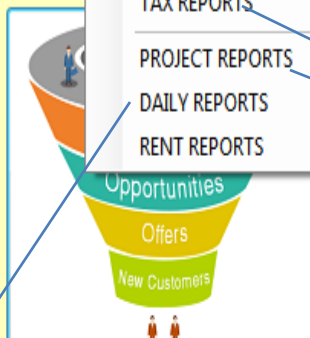 TAX REPORTS
PROJECT REPORTS
DAILY REPORTS
RENT REPORTS
Opportunities
Offers
New Customers